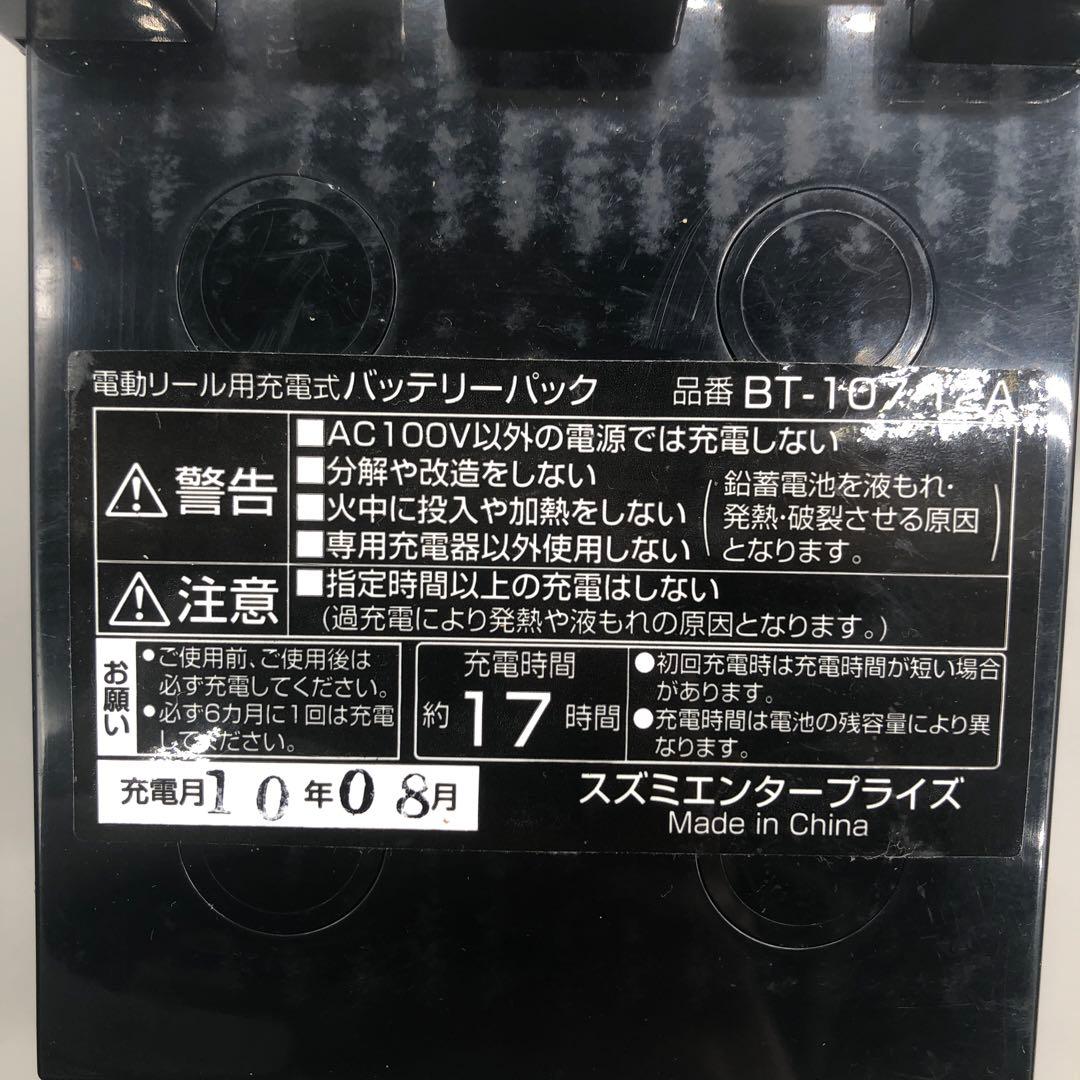 電動リール用充電式バッテリーパック 品番 BT-107-12A
警告
■AC100V以外の電源では充電しない
■分解や改造をしない
■火中に投入や加熱をしない
■専用充電器以外使用しない
(鉛蓄電池を液もれ・
発熱・破裂させる原因
となります。)
注意
■指定時間以上の充電はしない
(過充電により発熱や液もれの原因となります。)
お願い
●ご使用前、ご使用後は
必ず充電してください。
●必ず6カ月に1回は充電
してください。
充電時間
約17時間
●初回充電時は充電時間が短い場合
があります。
●充電時間は電池の残容量により異
なります。
充電月10年08月
スズミエンタープライズ
Made in China